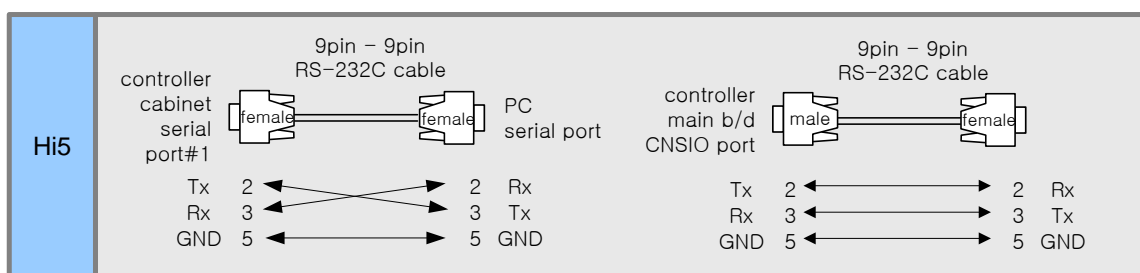 Hi5
9pin - 9pin
RS-232C cable
controller
cabinet
serial
port#1
female
female
PC
serial port
Tx 2 2 Rx
Rx 3 3 Tx
GND 5 5 GND
9pin - 9pin
RS-232C cable
controller
main b/d
CNSIO port
male
female
Tx 2 2 Rx
Rx 3 3 Tx
GND 5 5 GND